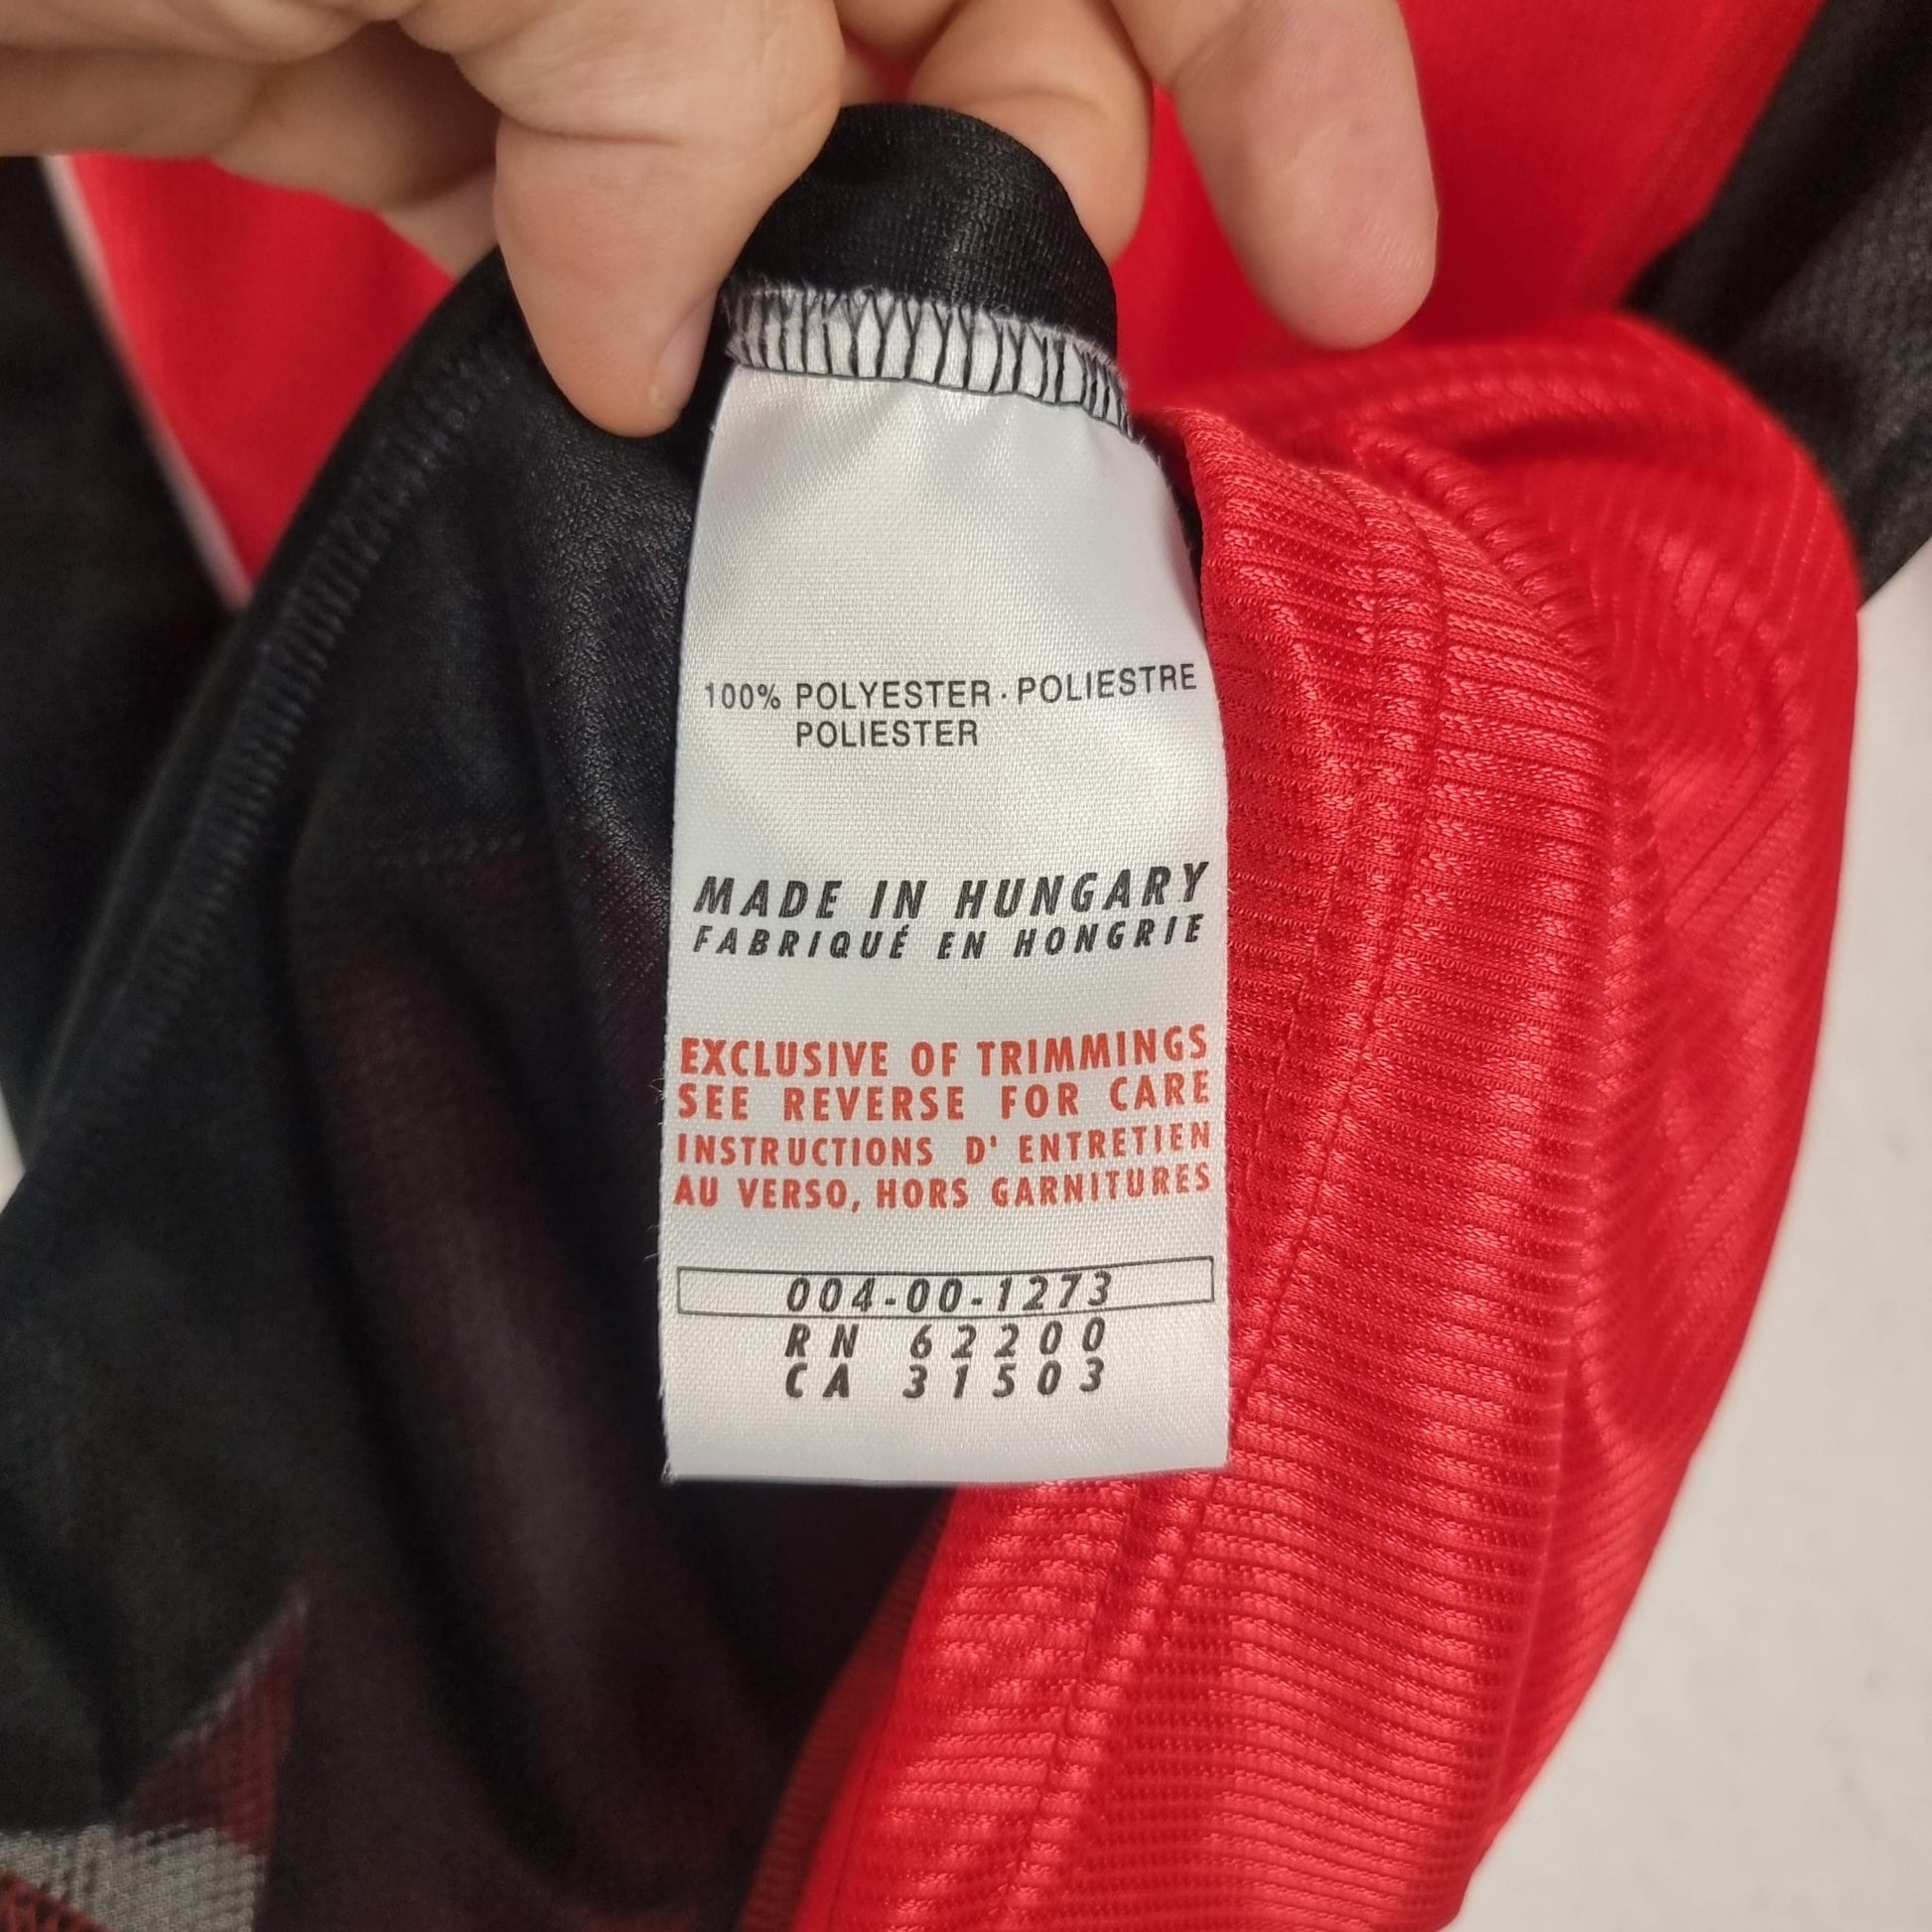 100% POLYESTER · POLIESTRE
POLIESTER
MADE IN HUNGARY
FABRIQUÉ EN HONGRIE
EXCLUSIVE OF TRIMMINGS
SEE REVERSE FOR CARE
INSTRUCTIONS D' ENTRETIEN
AU VERSO, HORS GARNITURES
004-00-1273
RN 62200
CA 31503